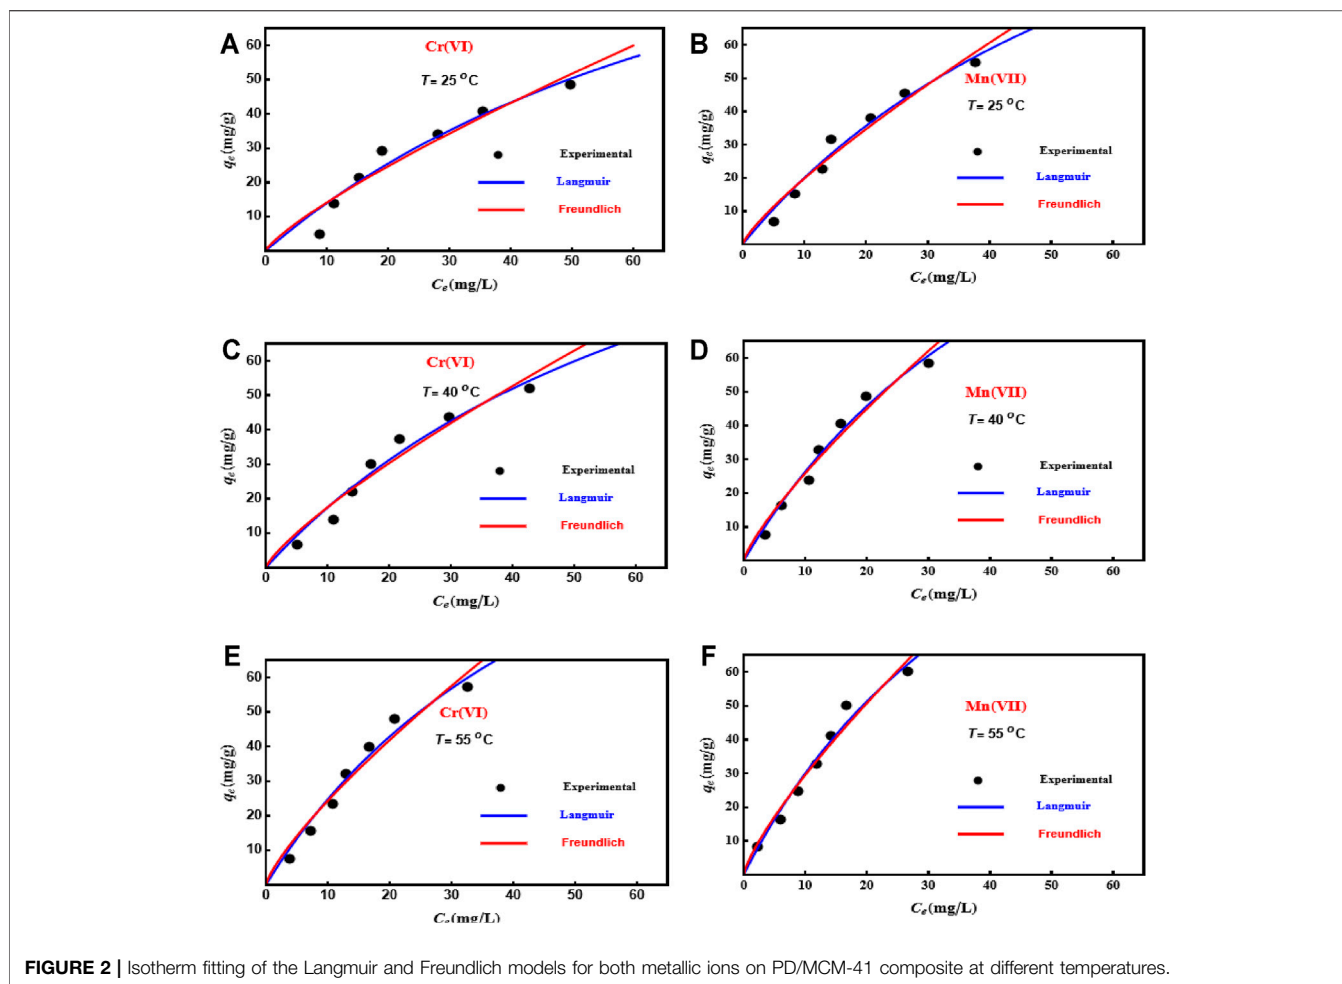 A
Cr(VI)
T= 25 °C
qe (mg/g)
60
50
40
30
20
10
Experimental
Langmuir
Freundlich
0 10 20 30 40 50 60
Ce (mg/L)
B
Mn(VII)
T= 25 °C
qe (mg/g)
60
50
40
30
20
10
Experimental
Langmuir
Freundlich
0 10 20 30 40 50 60
Ce (mg/L)
C
Cr(VI)
T= 40 °C
qe (mg/g)
60
50
40
30
20
10
Experimental
Langmuir
Freundlich
0 10 20 30 40 50 60
Ce (mg/L)
D
Mn(VII)
T= 40 °C
qe (mg/g)
60
50
40
30
20
10
Experimental
Langmuir
Freundlich
0 10 20 30 40 50 60
Ce (mg/L)
E
Cr(VI)
T= 55 °C
qe (mg/g)
60
50
40
30
20
10
Experimental
Langmuir
Freundlich
0 10 20 30 40 50 60
Ce (mg/L)
F
Mn(VII)
T= 55 °C
qe (mg/g)
60
50
40
30
20
10
Experimental
Langmuir
Freundlich
0 10 20 30 40 50 60
Ce (mg/L)
FIGURE 2 | Isotherm fitting of the Langmuir and Freundlich models for both metallic ions on PD/MCM-41 composite at different temperatures.